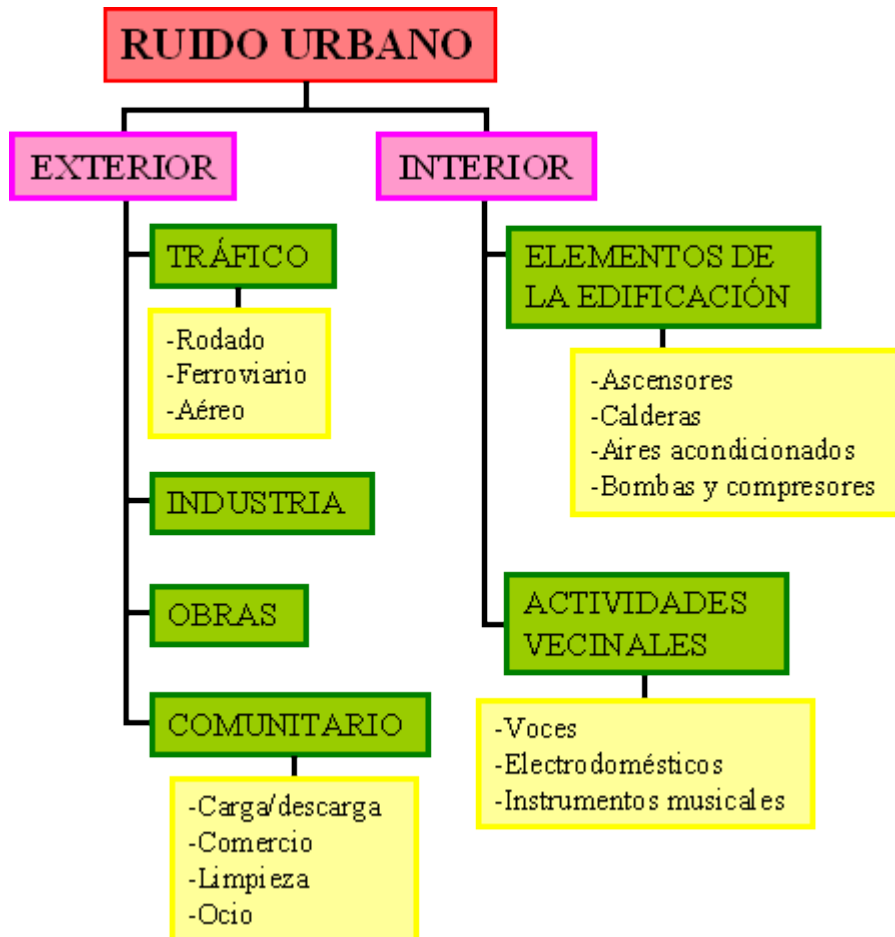 RUIDO URBANO
EXTERIOR
TRÁFICO
-Rodado
-Ferroviario
-Aéreo
INDUSTRIA
OBRAS
COMUNITARIO
-Carga/descarga
-Comercio
-Limpieza
-Ocio
INTERIOR
ELEMENTOS DE
LA EDIFICACIÓN
-Ascensores
-Calderas
-Aires acondicionados
-Bombas y compresores
ACTIVIDADES
VECINALES
-Voces
-Electrodomésticos
-Instrumentos musicales